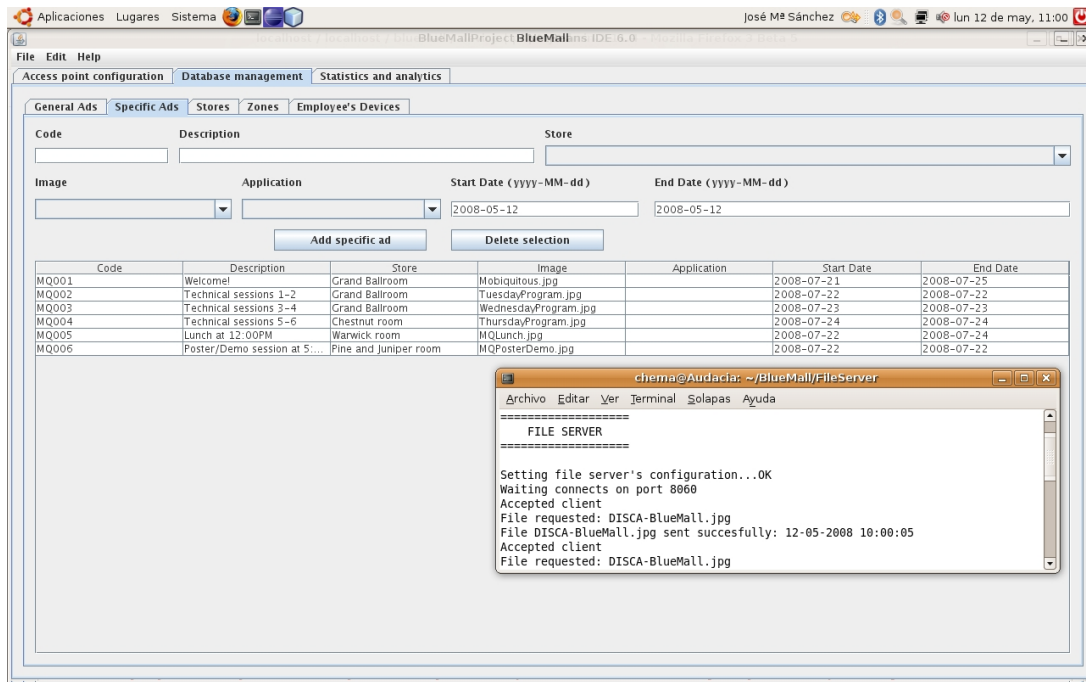 Aplicaciones Lugares Sistema José Mª Sánchez lun 12 de may, 11:00
BlueMallProject BlueMall ns IDE 6.0
File Edit Help
Access point configuration Database management Statistics and analytics
General Ads Specific Ads Stores Zones Employee's Devices
Code Description Store
Image Application Start Date (yyyy-MM-dd) End Date (yyyy-MM-dd)
2008-05-12 2008-05-12
Add specific ad Delete selection
Code Description Store Image Application Start Date End Date
MQ001 Welcome! Grand Ballroom Mobiquitous.jpg 2008-07-21 2008-07-25
MQ002 Technical sessions 1-2 Grand Ballroom TuesdayProgram.jpg 2008-07-22 2008-07-22
MQ003 Technical sessions 3-4 Grand Ballroom WednesdayProgram.jpg 2008-07-23 2008-07-23
MQ004 Technical sessions 5-6 Chestnut room ThursdayProgram.jpg 2008-07-24 2008-07-24
MQ005 Lunch at 12:00PM Warwick room MQLunch.jpg 2008-07-22 2008-07-24
MQ006 Poster/Demo session at 5:... Pine and Juniper room MQPosterDemo.jpg 2008-07-22 2008-07-22
chema@Audacia: ~/BlueMall/FileServer
Archivo Editar Ver Terminal Solapas Ayuda
===================
FILE SERVER
===================
Setting file server's configuration...OK
Waiting connects on port 8060
Accepted client
File requested: DISCA-BlueMall.jpg
File DISCA-BlueMall.jpg sent succesfully: 12-05-2008 10:00:05
Accepted client
File requested: DISCA-BlueMall.jpg